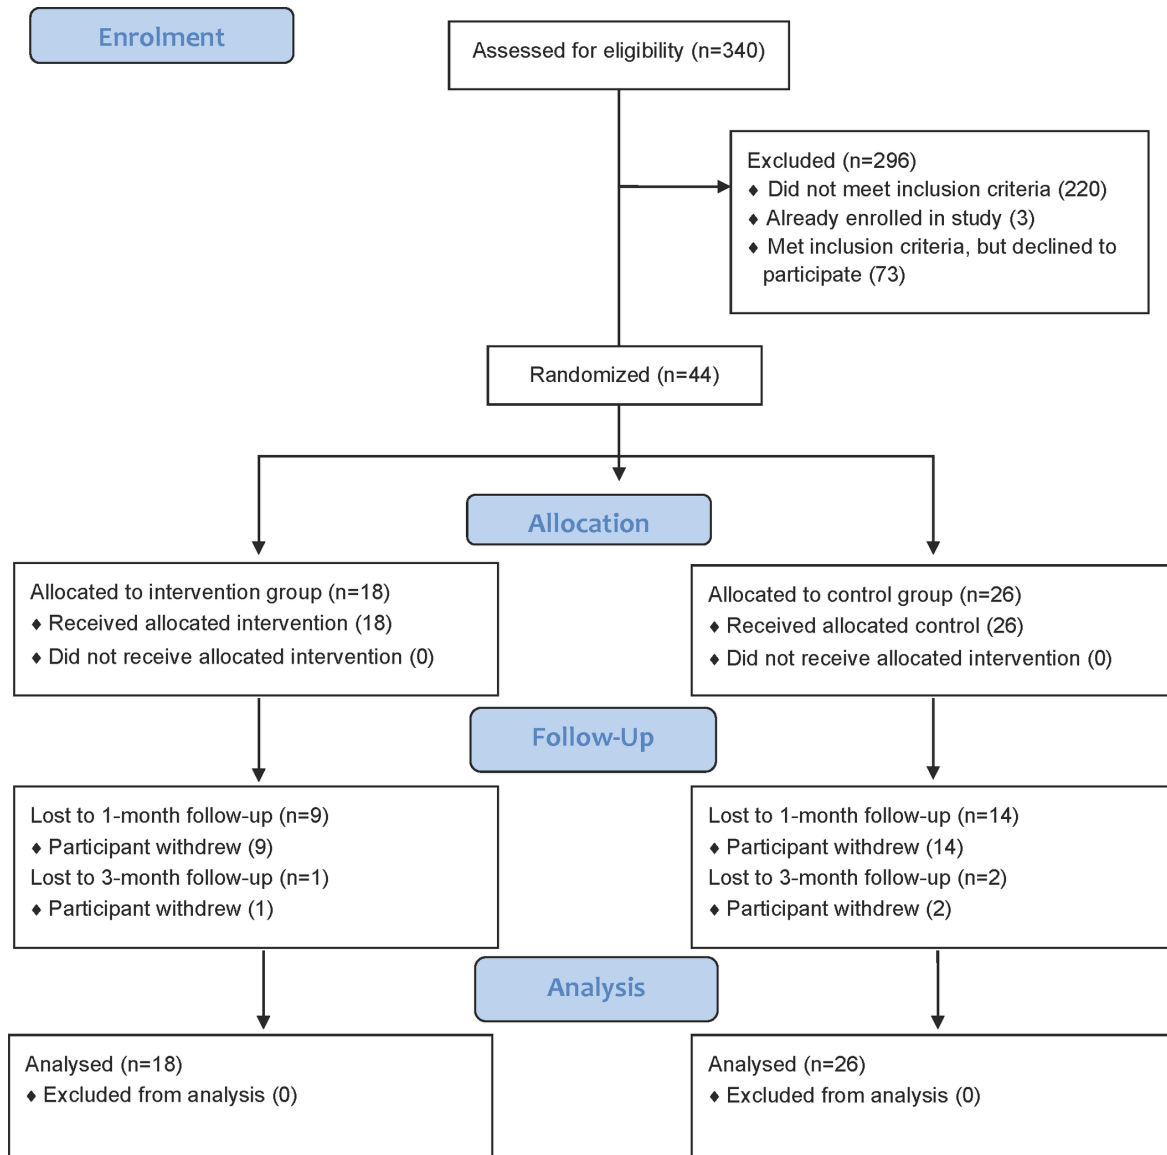 Enrolment
Assessed for eligibility (n=340)
Excluded (n=296)
♦ Did not meet inclusion criteria (220)
♦ Already enrolled in study (3)
♦ Met inclusion criteria, but declined to
participate (73)
Randomized (n=44)
Allocation
Allocated to intervention group (n=18)
♦ Received allocated intervention (18)
♦ Did not receive allocated intervention (0)
Allocated to control group (n=26)
♦ Received allocated control (26)
♦ Did not receive allocated intervention (0)
Follow-Up
Lost to 1-month follow-up (n=9)
♦ Participant withdrew (9)
Lost to 3-month follow-up (n=1)
♦ Participant withdrew (1)
Lost to 1-month follow-up (n=14)
♦ Participant withdrew (14)
Lost to 3-month follow-up (n=2)
♦ Participant withdrew (2)
Analysis
Analysed (n=18)
♦ Excluded from analysis (0)
Analysed (n=26)
♦ Excluded from analysis (0)